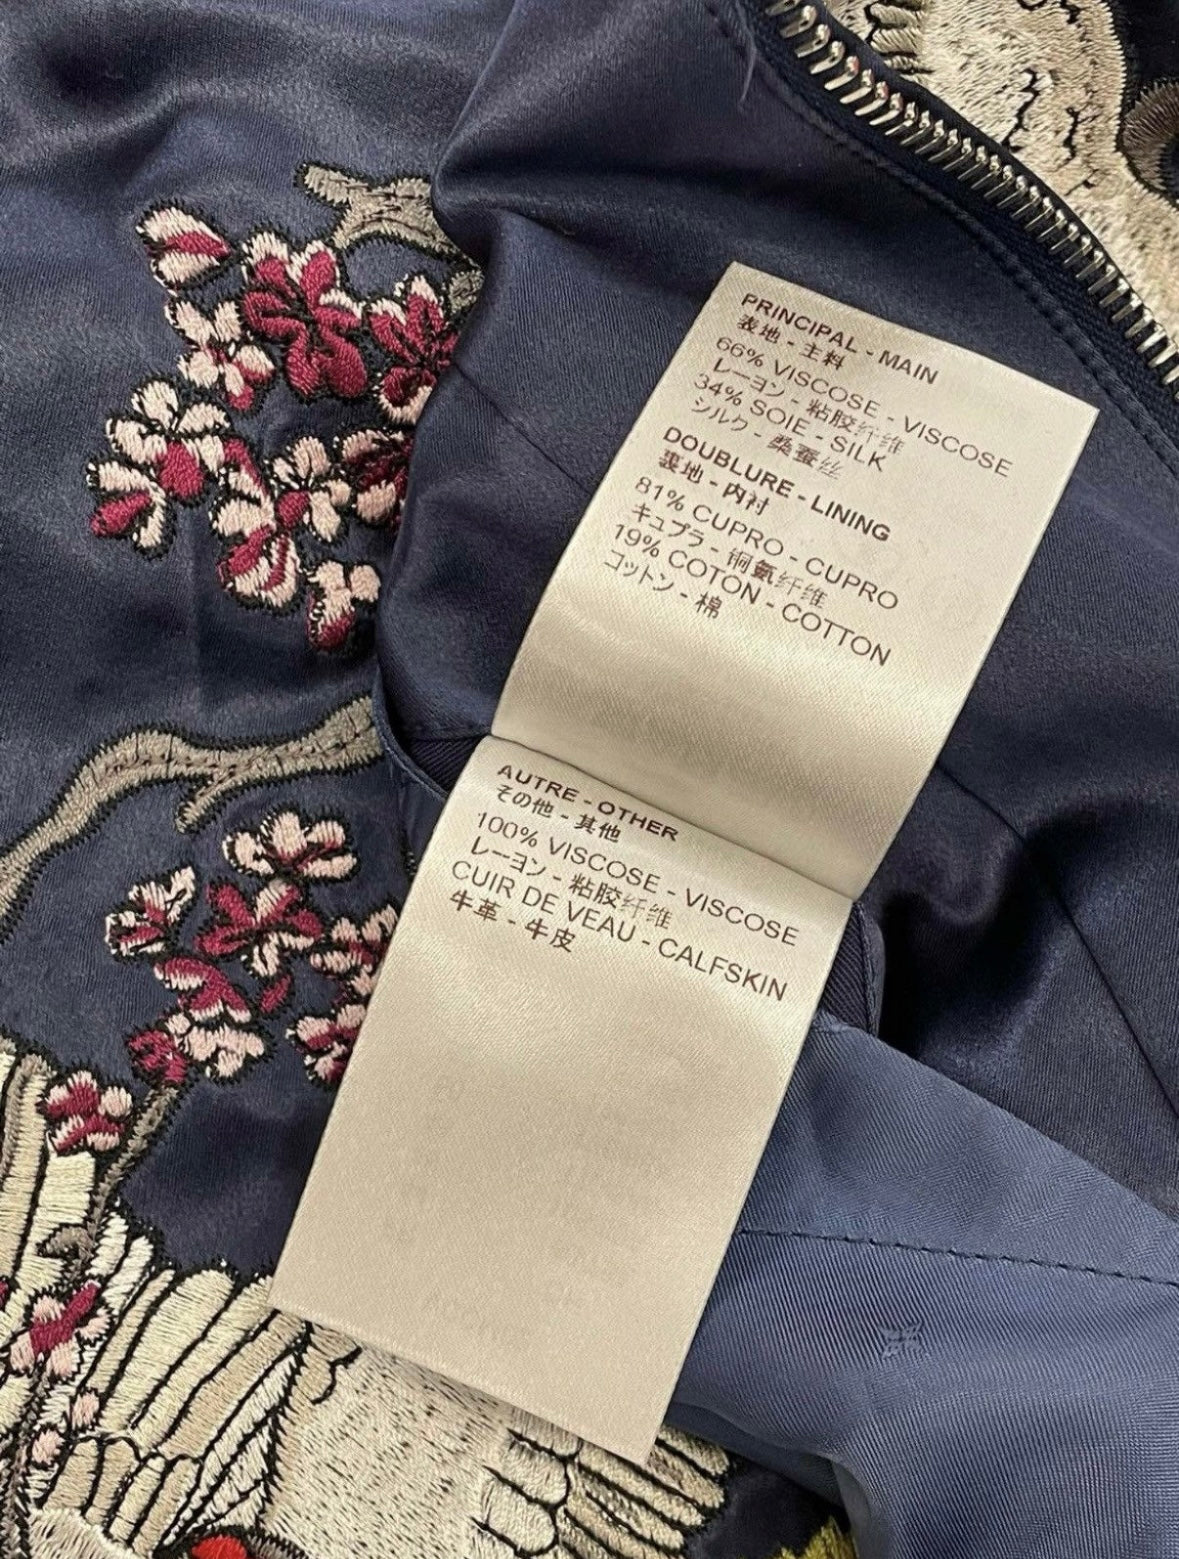 PRINCIPAL - MAIN
表地 - 主料
66% VISCOSE - VISCOSE
レーヨン - 粘胶纤维
34% SOIE - SILK
シルク - 桑蚕丝
DOUBLURE - LINING
裏地 - 内衬
81% CUPRO - CUPRO
キュプラ - 铜氨纤维
19% COTON - COTTON
コットン - 棉
AUTRE - OTHER
その他 - 其他
100% VISCOSE - VISCOSE
レーヨン - 粘胶纤维
CUIR DE VEAU - CALFSKIN
牛革 - 牛皮